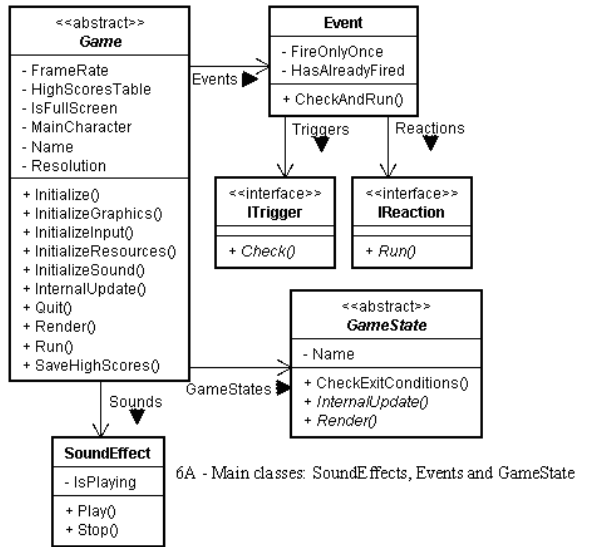 <<abstract>>
Game
- FrameRate
- HighScoresTable
- IsFullScreen
- MainCharacter
- Name
- Resolution
+ Initialize()
+ InitializeGraphics()
+ InitializeInput()
+ InitializeResources()
+ InitializeSound()
+ InternalUpdate()
+ Quit()
+ Render()
+ Run()
+ SaveHighScores()
Events
Event
- FireOnlyOnce
- HasAlreadyFired
+ CheckAndRun()
Triggers
Reactions
<<interface>>
ITrigger
+ Check()
<<interface>>
IReaction
+ Run()
GameStates
<<abstract>>
GameState
- Name
+ CheckExitConditions()
+ InternalUpdate()
+ Render()
Sounds
SoundEffect
- IsPlaying
+ Play()
+ Stop()
6A - Main classes: SoundEffects, Events and GameState